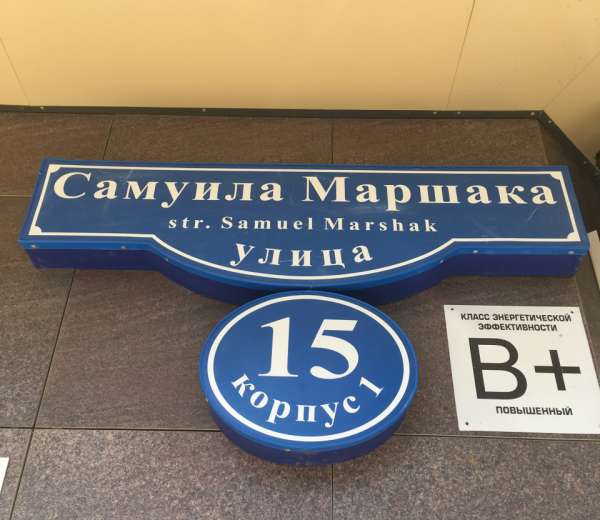 Самуила Маршака
str. Samuel Marshak
улица
15
корпус 1
КЛАСС ЭНЕРГЕТИЧЕСКОЙ
ЭФФЕКТИВНОСТИ
B+
ПОВЫШЕННЫЙ